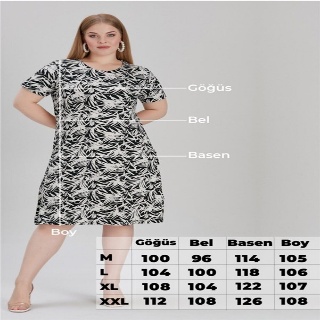 Göğüs
Bel
Basen
Boy
Göğüs Bel Basen Boy
M 100 96 114 105
L 104 100 118 106
XL 108 104 122 107
XXL 112 108 126 108